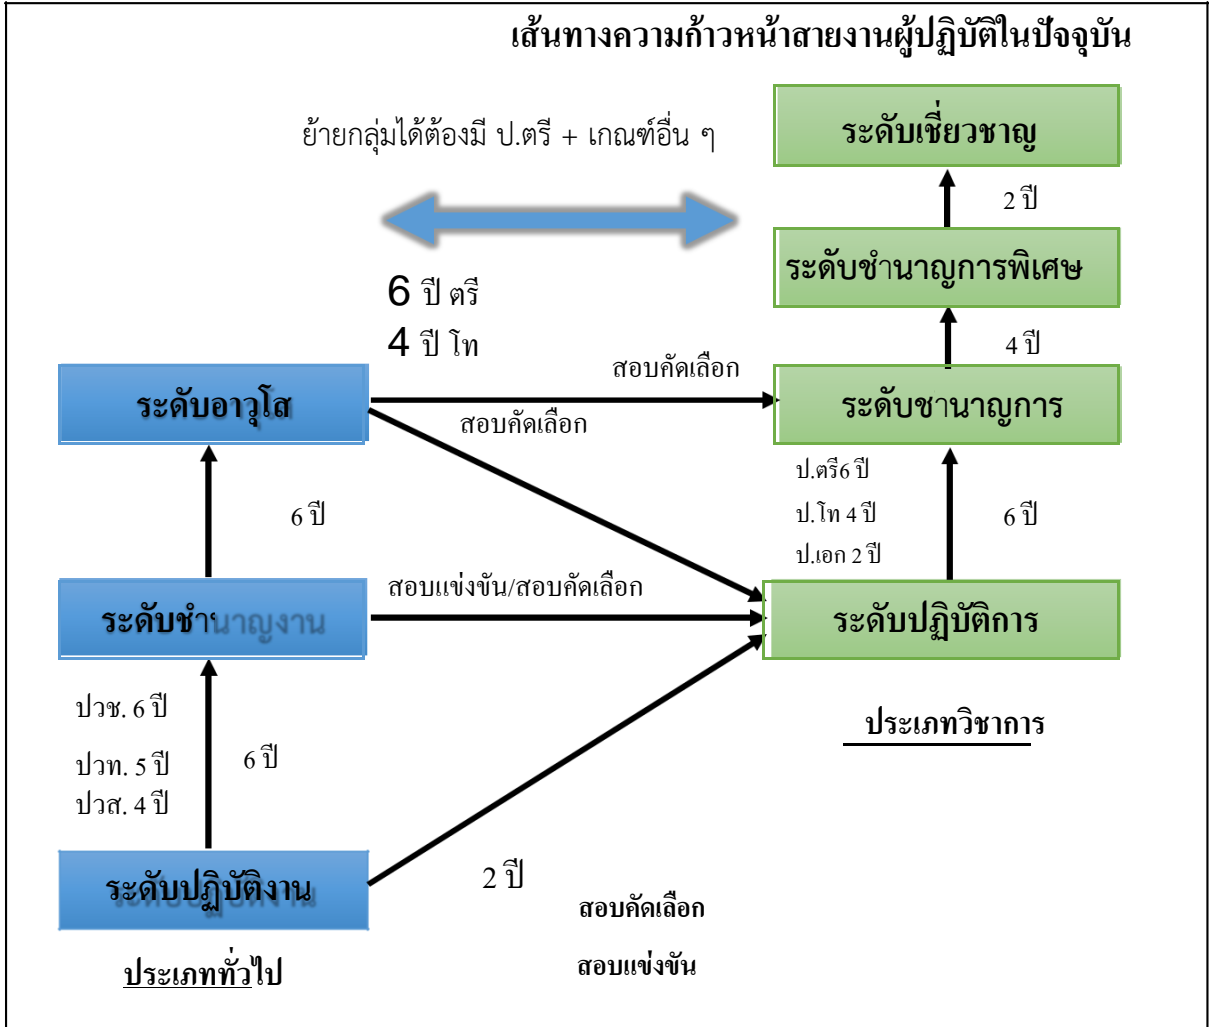 เส้นทางความก้าวหน้าสายงานผู้ปฏิบัติในปัจจุบัน
ย้ายกลุ่มได้ต้องมี ป.ตรี + เกณฑ์อื่น ๆ
ระดับเชี่ยวชาญ
2 ปี
ระดับชำนาญการพิเศษ
6 ปี ตรี
4 ปี โท
4 ปี
สอบคัดเลือก
ระดับอาวุโส
ระดับชานาญการ
สอบคัดเลือก
ป.ตรี6 ปี
ป.โท 4 ปี
ป.เอก 2 ปี
6 ปี
6 ปี
สอบแข่งขัน/สอบคัดเลือก
ระดับชำนาญงาน
ระดับปฏิบัติการ
ปวช. 6 ปี
ปวท. 5 ปี
ปวส. 4 ปี
6 ปี
ประเภทวิชาการ
ระดับปฏิบัติงาน
2 ปี
สอบคัดเลือก
สอบแข่งขัน
ประเภททั่วไป